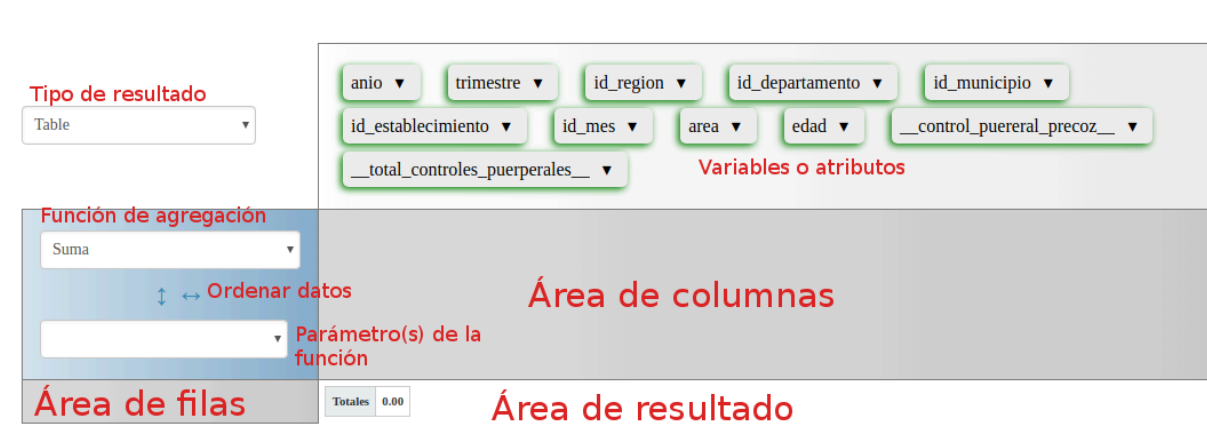 anio ▼ trimestre ▼ id_region ▼ id_departamento ▼ id_municipio ▼
Tipo de resultado
Table
id_establecimiento ▼ id_mes ▼ area ▼ edad ▼ __control_puereral_precoz__ ▼
__total_controles_puerperales__ ▼
Variables o atributos
Función de agregación
Suma
Ordenar datos
Área de columnas
Parámetro(s) de la
función
Área de filas
Totales 0.00
Área de resultado